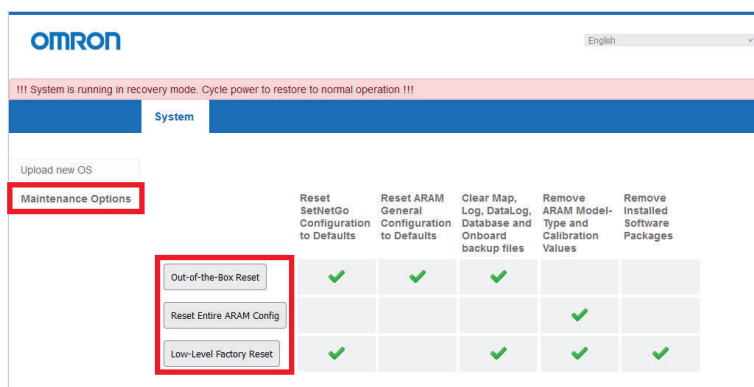 OMRON
English
!!! System is running in recovery mode. Cycle power to restore to normal operation !!!
System
Upload new OS
Maintenance Options
Reset SetNetGo Configuration to Defaults
Reset ARAM General Configuration to Defaults
Clear Map, Log, DataLog, Database and Onboard backup files
Remove ARAM Model-Type and Calibration Values
Remove Installed Software Packages
Out-of-the-Box Reset
Reset Entire ARAM Config
Low-Level Factory Reset